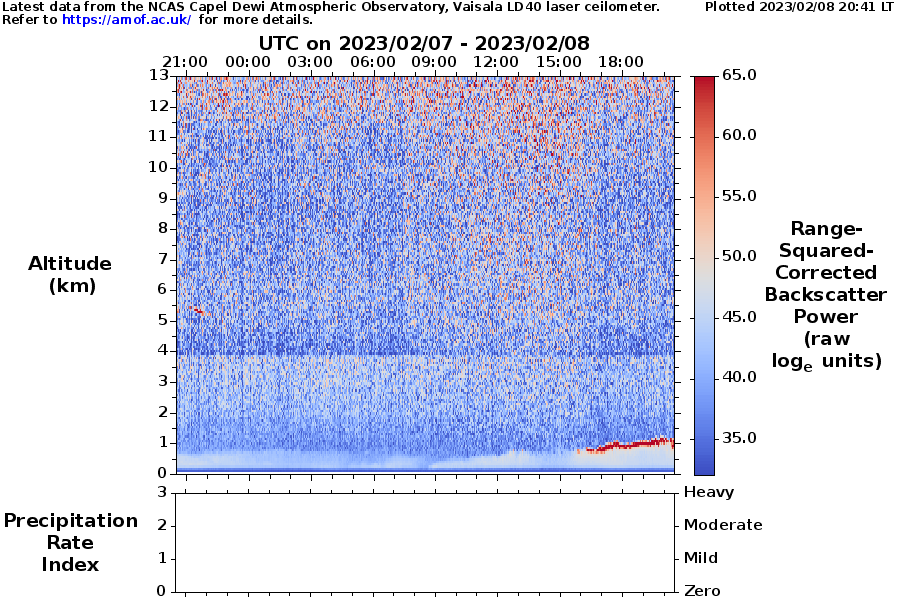 Latest data from the NCAS Capel Dewi Atmospheric Observatory, Vaisala LD40 laser ceilometer.
Plotted 2023/02/08 20:41 LT
Refer to https://amof.ac.uk/ for more details.
UTC on 2023/02/07 - 2023/02/08
21:00 00:00 03:00 06:00 09:00 12:00 15:00 18:00
13
12
11
10
9
8
7
6
5
4
3
2
1
0
Altitude
(km)
65.0
60.0
55.0
50.0
45.0
40.0
35.0
Range-
Squared-
Corrected
Backscatter
Power
(raw
logₑ units)
3
2
1
0
Precipitation
Rate
Index
Heavy
Moderate
Mild
Zero